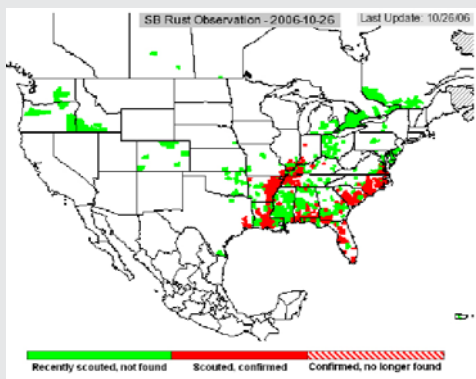 SB Rust Observation - 2006-10-26
Last Update: 10/26/06
Recently scouted, not found
Scouted, confirmed
Confirmed, no longer found